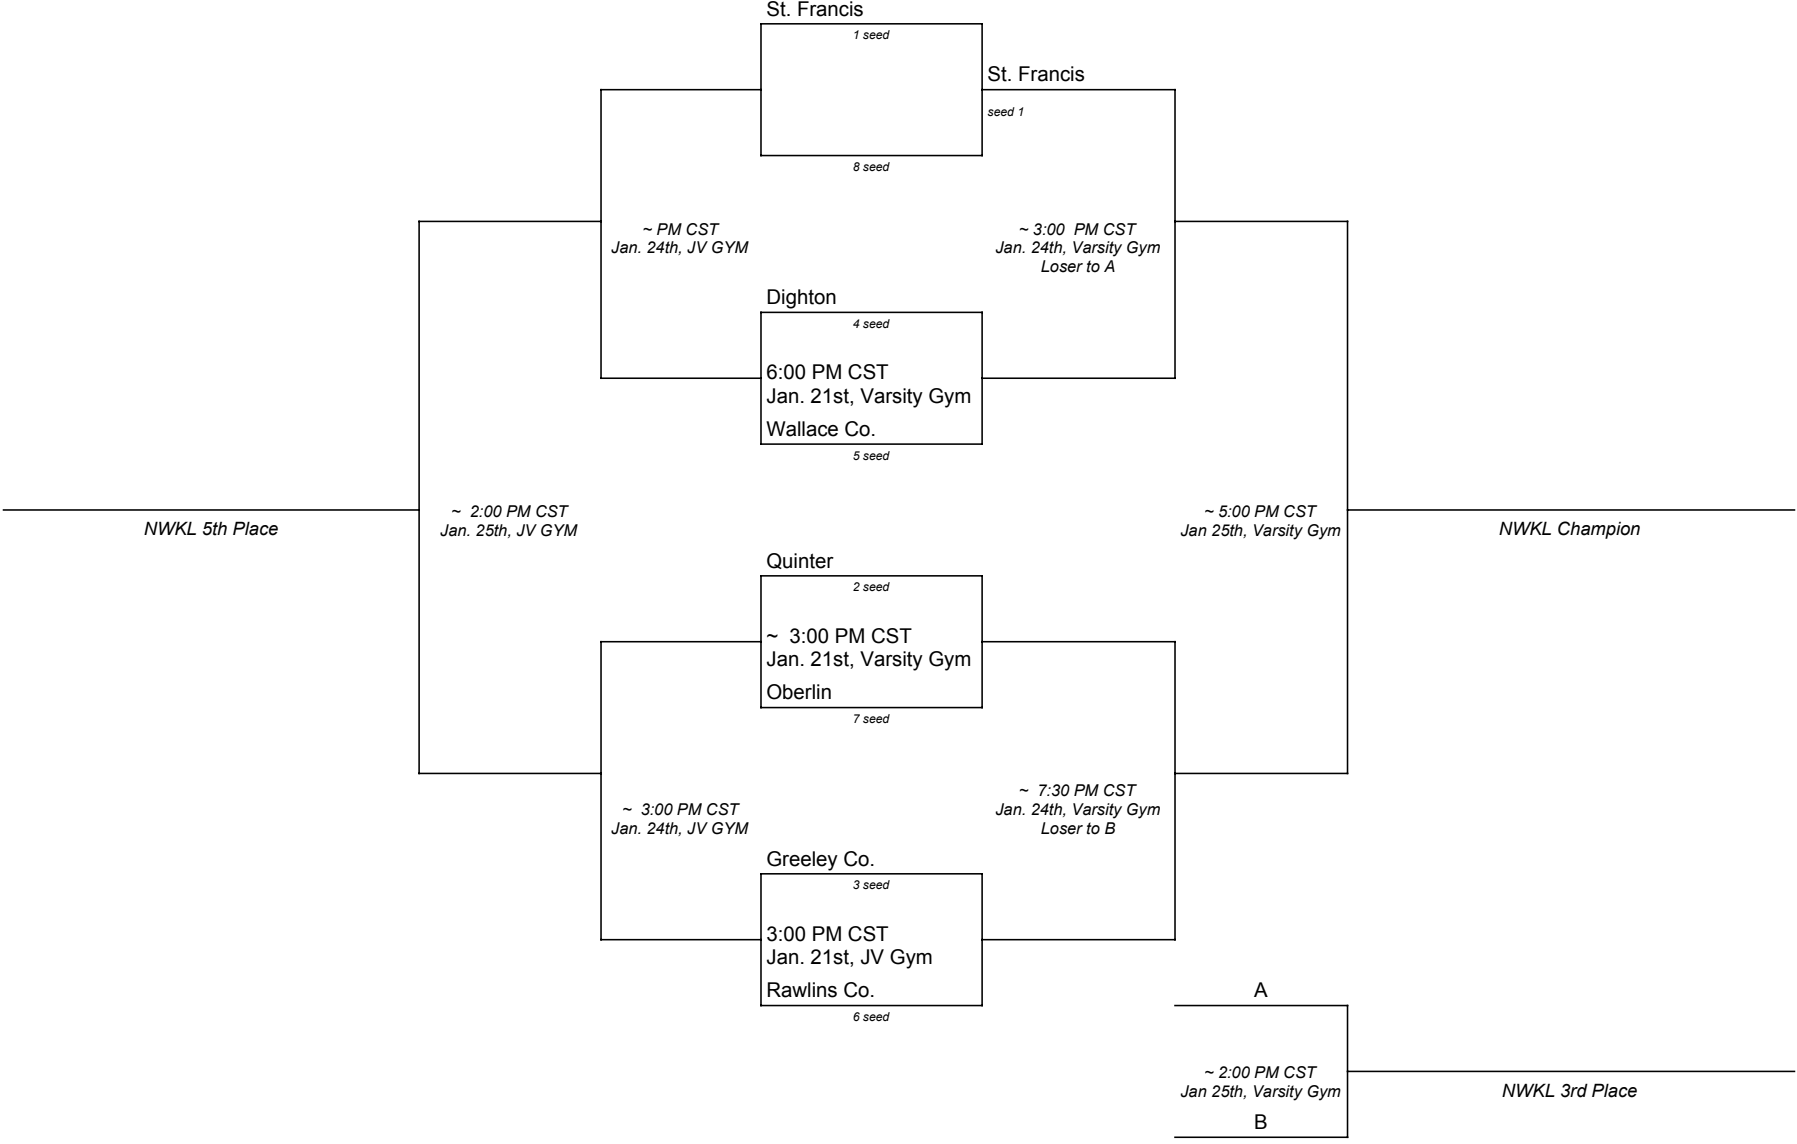 St. Francis
1 seed
St. Francis
seed 1
8 seed
~ PM CST
Jan. 24th, JV GYM
~ 3:00 PM CST
Jan. 24th, Varsity Gym
Loser to A
Dighton
4 seed
6:00 PM CST
Jan. 21st, Varsity Gym
Wallace Co.
5 seed
NWKL 5th Place
~ 2:00 PM CST
Jan. 25th, JV GYM
~ 5:00 PM CST
Jan 25th, Varsity Gym
NWKL Champion
Quinter
2 seed
~ 3:00 PM CST
Jan. 21st, Varsity Gym
Oberlin
7 seed
~ 3:00 PM CST
Jan. 24th, JV GYM
~ 7:30 PM CST
Jan. 24th, Varsity Gym
Loser to B
Greeley Co.
3 seed
3:00 PM CST
Jan. 21st, JV Gym
Rawlins Co.
6 seed
A
~ 2:00 PM CST
Jan 25th, Varsity Gym
NWKL 3rd Place
B